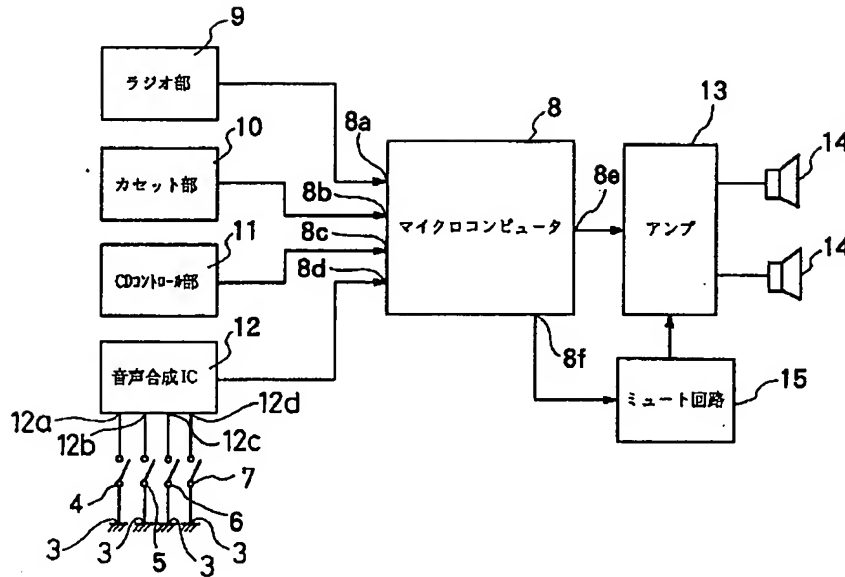 9
ラジオ部
10
カセット部
11
CDコントロール部
12
音声合成IC
12a
12b
12c
12d
4
5
6
7
3
3
3
3
8a
8b
8c
8d
8
マイクロコンピュータ
8e
8f
13
アンプ
14
14
ミュート回路
15